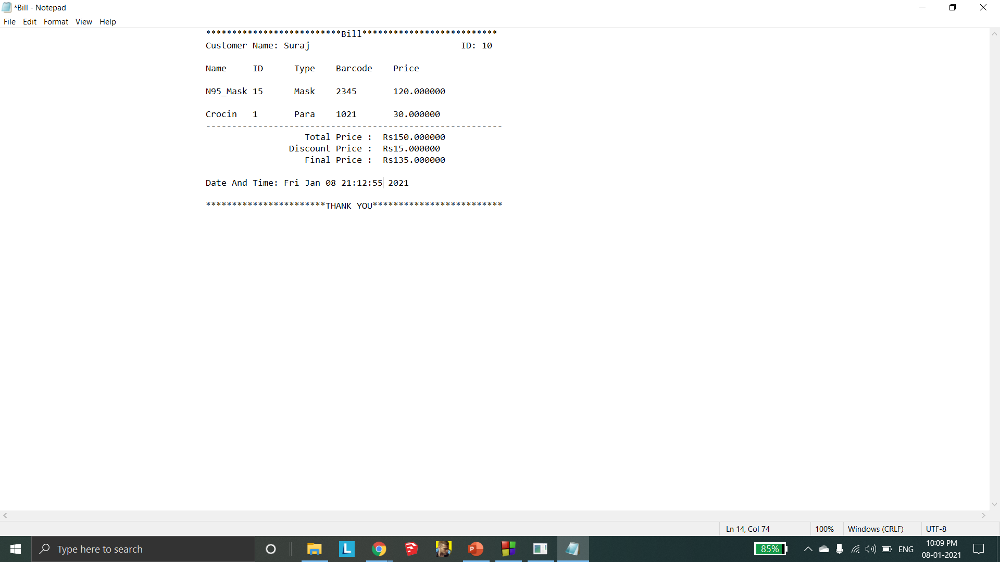 *Bill - Notepad
File Edit Format View Help
**************************Bill**************************
Customer Name: Suraj ID: 10
Name ID Type Barcode Price
N95_Mask 15 Mask 2345 120.000000
Crocin 1 Para 1021 30.000000
---------------------------------------------------------
Total Price : Rs150.000000
Discount Price : Rs15.000000
Final Price : Rs135.000000
Date And Time: Fri Jan 08 21:12:55 2021
***********************THANK YOU*************************
Ln 14, Col 74 100% Windows (CRLF) UTF-8
Type here to search
L
P
85%
ENG
10:09 PM
08-01-2021